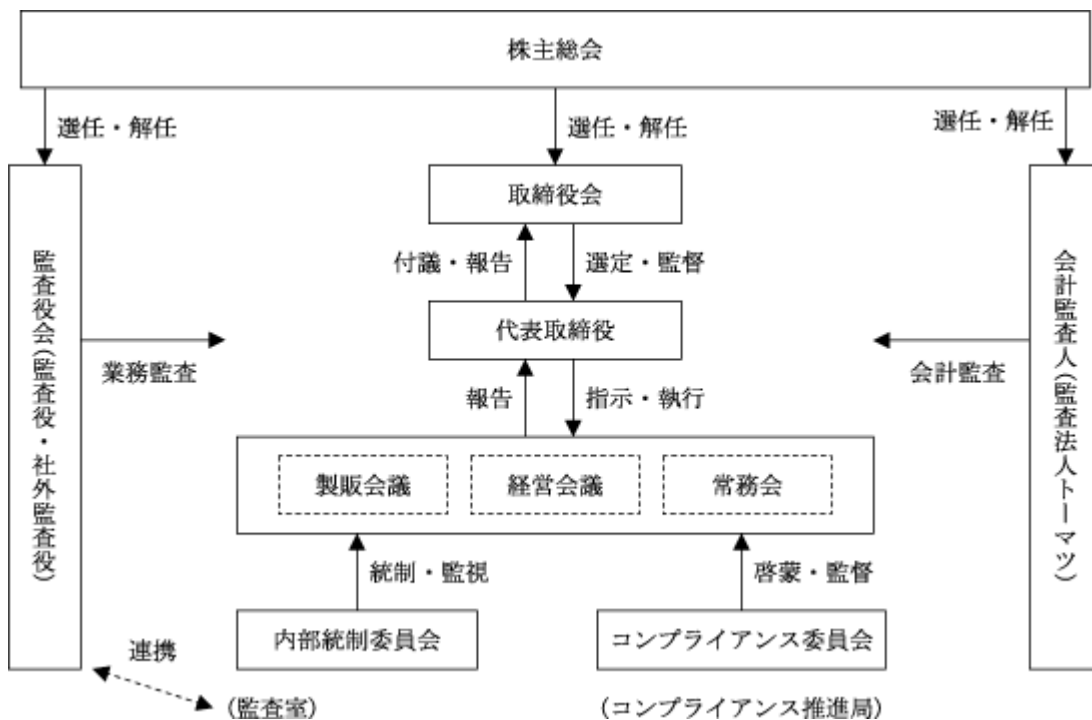 株主総会
選任・解任
選任・解任
選任・解任
取締役会
付議・報告
選定・監督
代表取締役
監査役会(監査役・社外監査役)
業務監査
会計監査
会計監査人(監査法人トーマツ)
報告
指示・執行
製販会議
経営会議
常務会
統制・監視
啓蒙・監督
内部統制委員会
コンプライアンス委員会
連携
(監査室)
(コンプライアンス推進局)